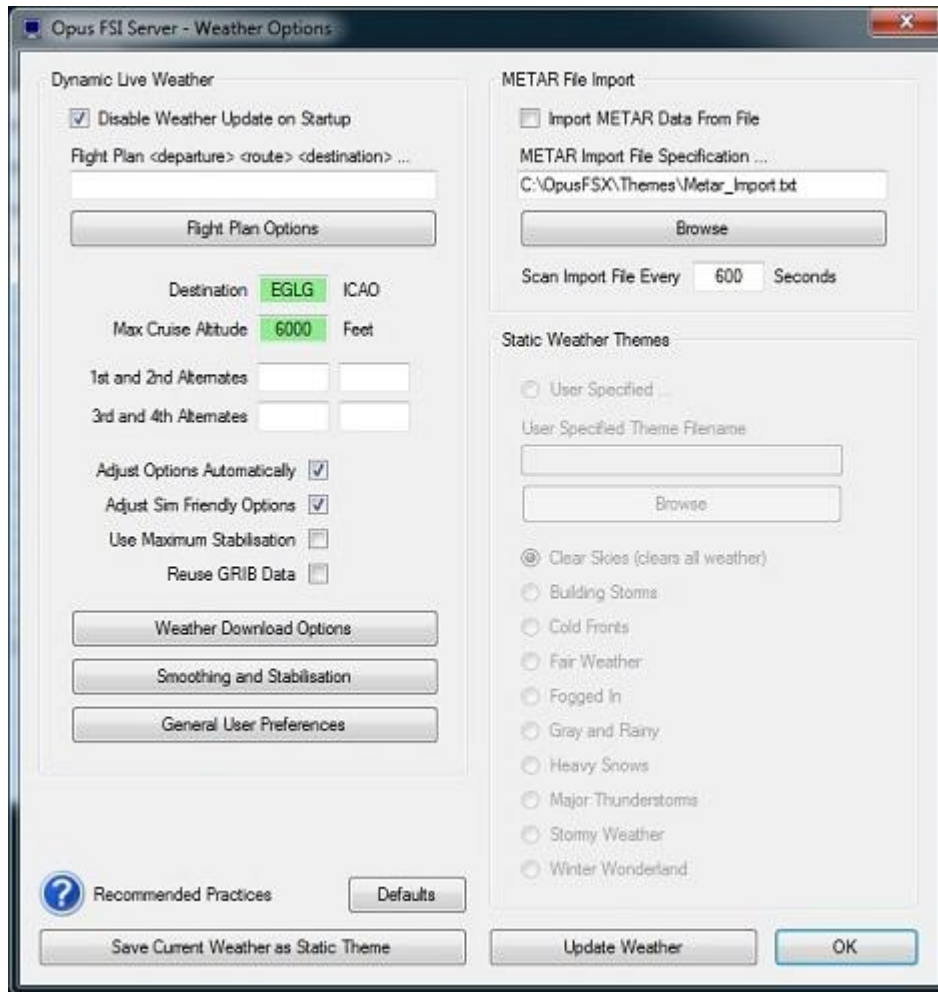 Opus FSI Server - Weather Options
Dynamic Live Weather
Disable Weather Update on Startup
Flight Plan <departure> <route> <destination> ...
Flight Plan Options
Destination EGLG ICAO
Max Cruise Altitude 6000 Feet
1st and 2nd Alternates
3rd and 4th Alternates
Adjust Options Automatically
Adjust Sim Friendly Options
Use Maximum Stabilisation
Reuse GRIB Data
Weather Download Options
Smoothing and Stabilisation
General User Preferences
METAR File Import
Import METAR Data From File
METAR Import File Specification ...
C:\OpusFSX\Themes\Metar_Import.txt
Browse
Scan Import File Every 600 Seconds
Static Weather Themes
User Specified ...
User Specified Theme Filename
Browse
Clear Skies (clears all weather)
Building Storms
Cold Fronts
Fair Weather
Fogged In
Gray and Rainy
Heavy Snows
Major Thunderstorms
Stormy Weather
Winter Wonderland
? Recommended Practices
Defaults
Save Current Weather as Static Theme
Update Weather
OK